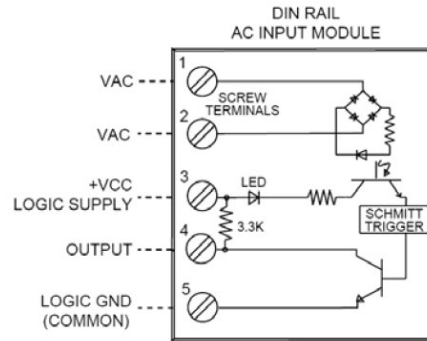 DIN RAIL
AC INPUT MODULE
1
VAC
SCREW
TERMINALS
2
VAC
+VCC
LOGIC SUPPLY
3
LED
3.3K
SCHMITT
TRIGGER
4
OUTPUT
5
LOGIC GND
(COMMON)